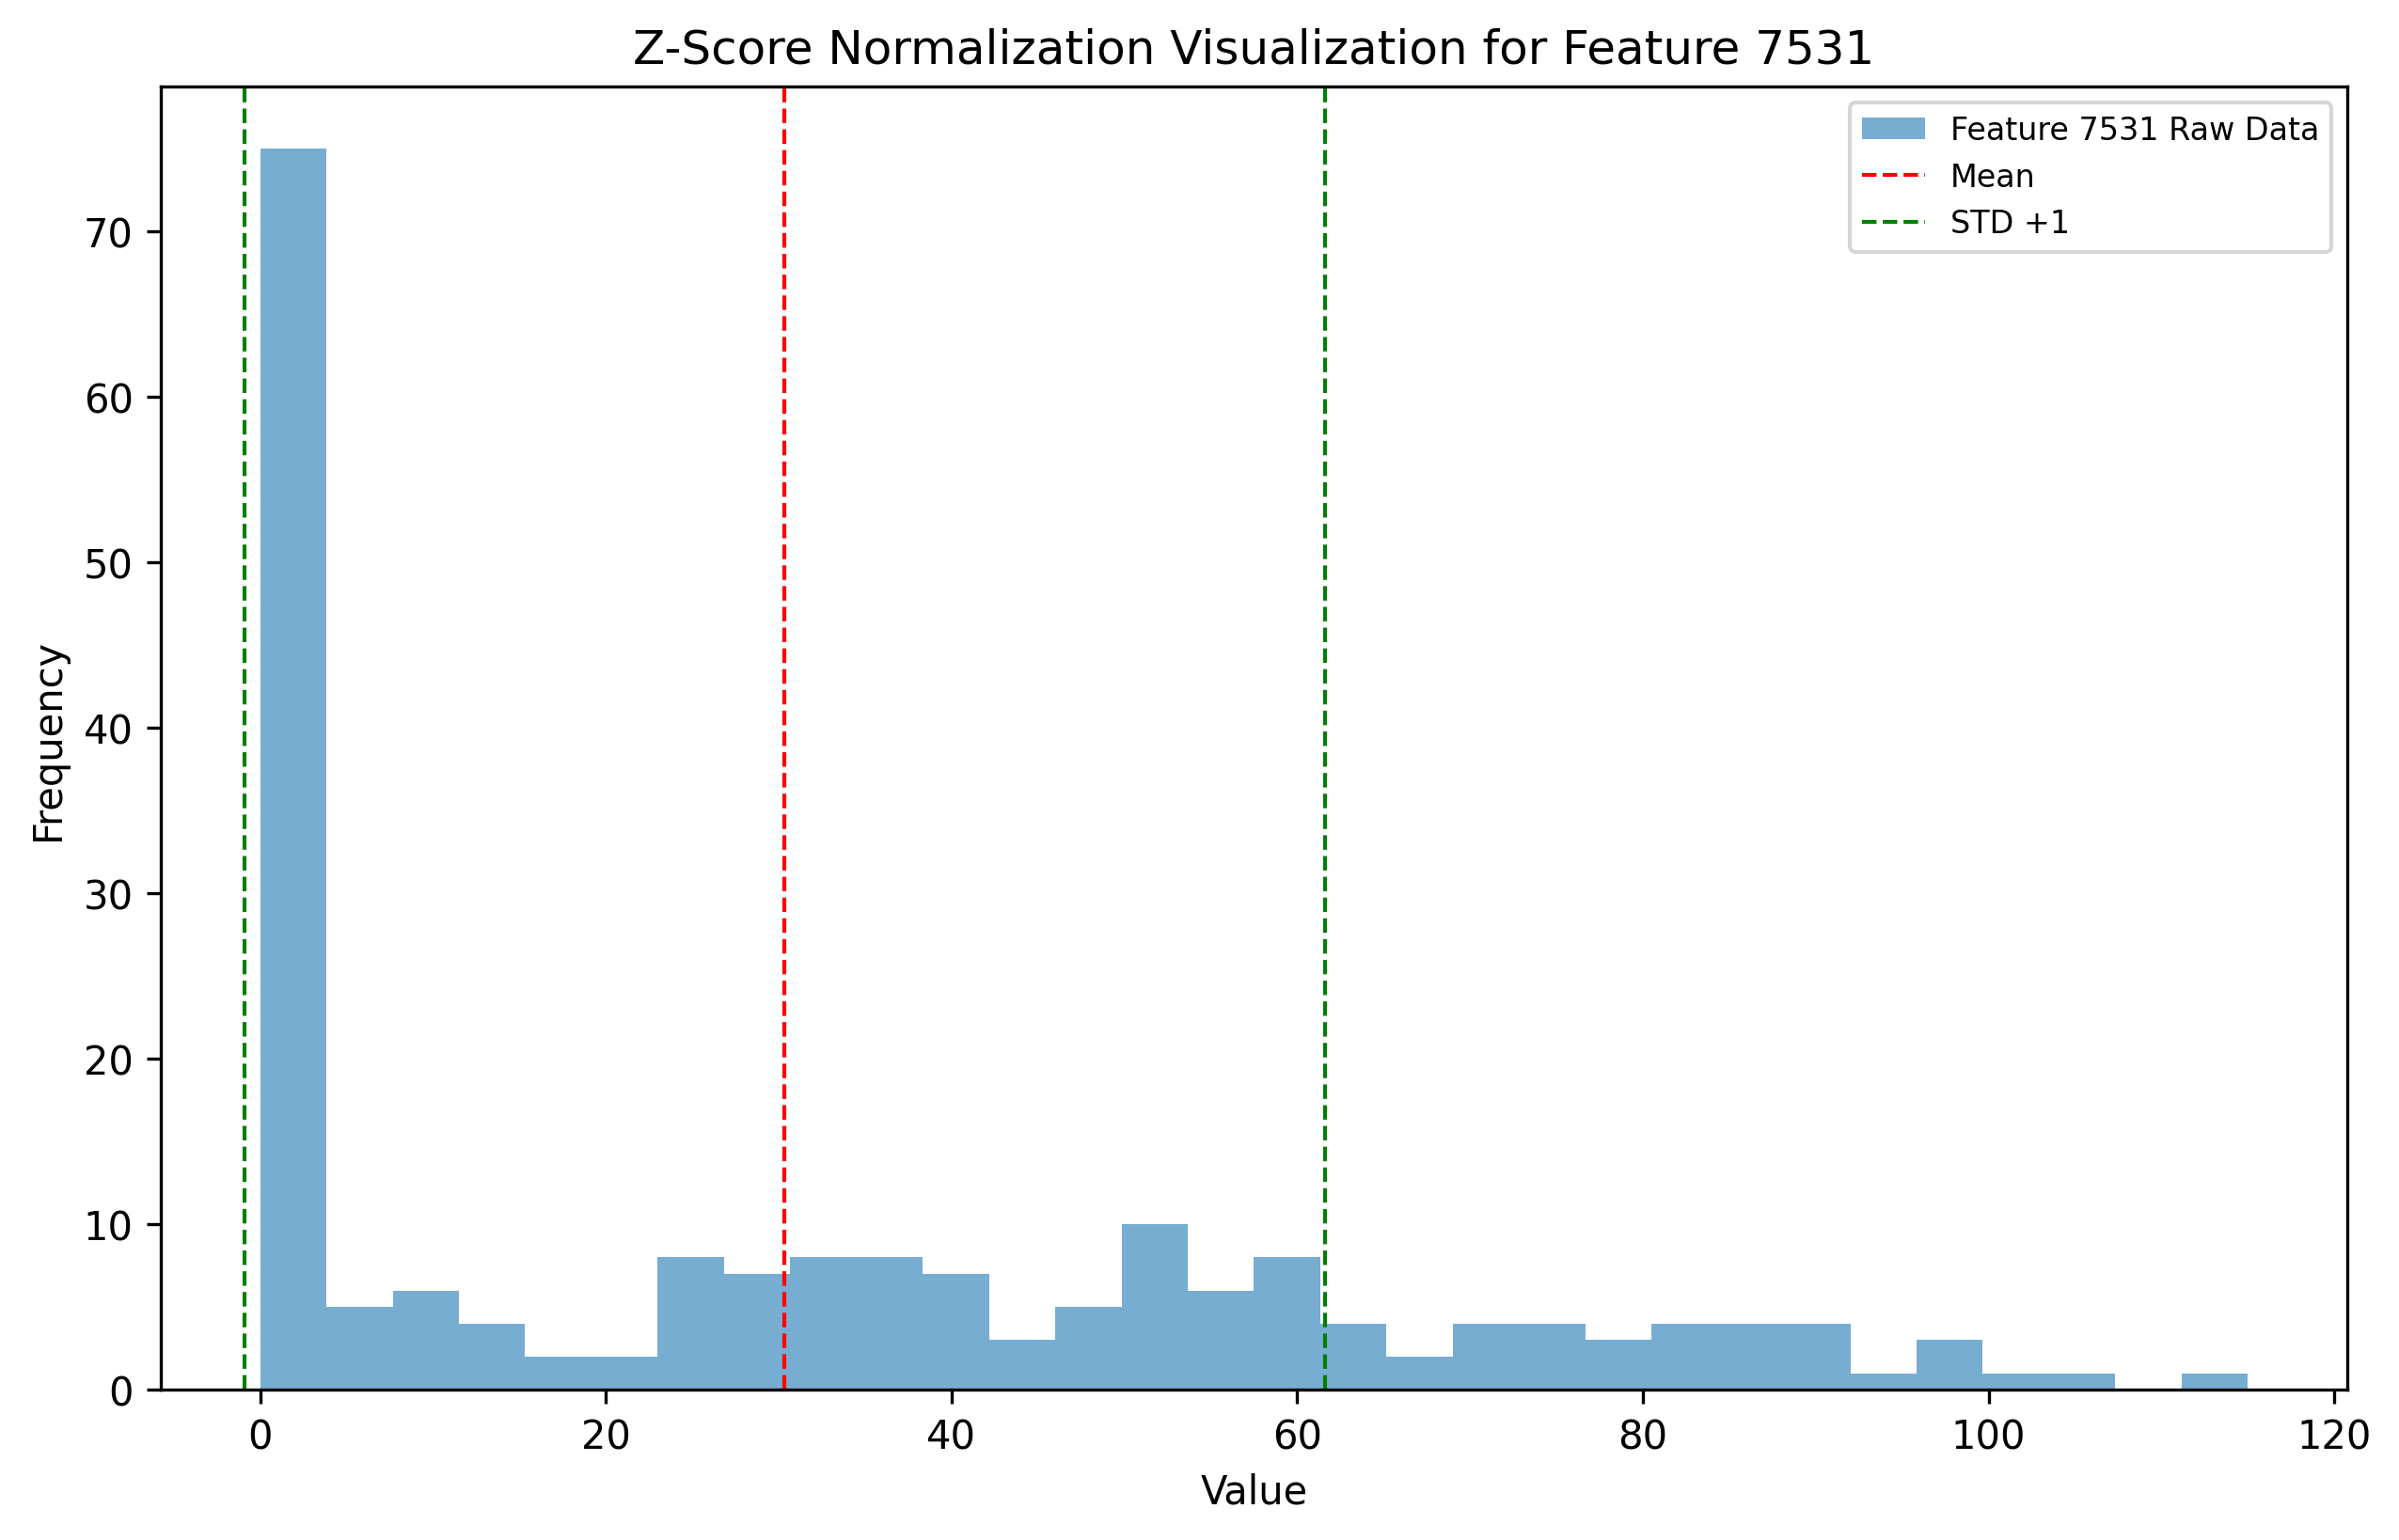 Z-Score Normalization Visualization for Feature 7531
Feature 7531 Raw Data
Mean
STD +1
Frequency
70
60
50
40
30
20
10
0
0 20 40 60 80 100 120
Value